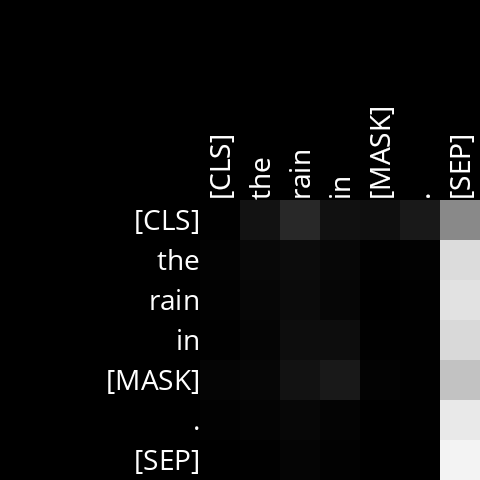 [CLS] the rain in [MASK] . [SEP]
[CLS]
the
rain
in
[MASK]
.
[SEP]